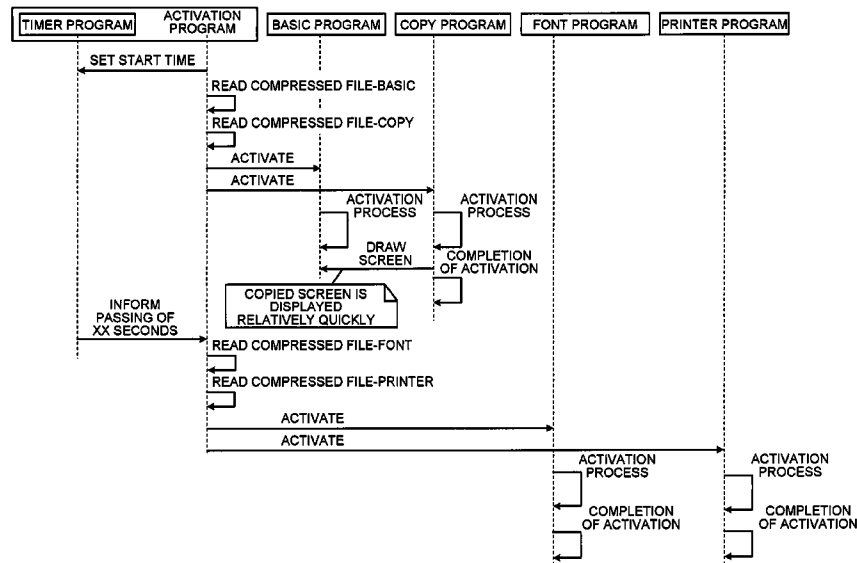 TIMER PROGRAM
ACTIVATION
PROGRAM
BASIC PROGRAM
COPY PROGRAM
FONT PROGRAM
PRINTER PROGRAM
SET START TIME
READ COMPRESSED FILE-BASIC
READ COMPRESSED FILE-COPY
ACTIVATE
ACTIVATE
ACTIVATION
PROCESS
ACTIVATION
PROCESS
DRAW
SCREEN
COMPLETION
OF ACTIVATION
COPIED SCREEN IS
DISPLAYED
RELATIVELY QUICKLY
INFORM
PASSING OF
XX SECONDS
READ COMPRESSED FILE-FONT
READ COMPRESSED FILE-PRINTER
ACTIVATE
ACTIVATE
ACTIVATION
PROCESS
ACTIVATION
PROCESS
COMPLETION
OF ACTIVATION
COMPLETION
OF ACTIVATION